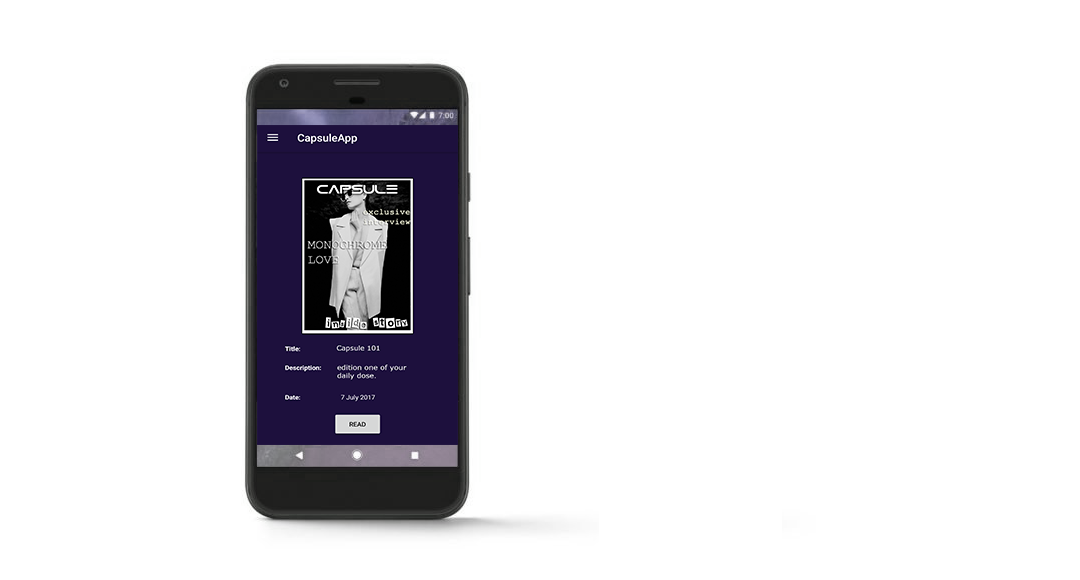 7:00
CapsuleApp
CAPSULE
exclusive
interview
MONOCHROME
LOVE
inside story
Title: Capsule 101
Description: edition one of your
daily dose.
Date: 7 July 2017
READ